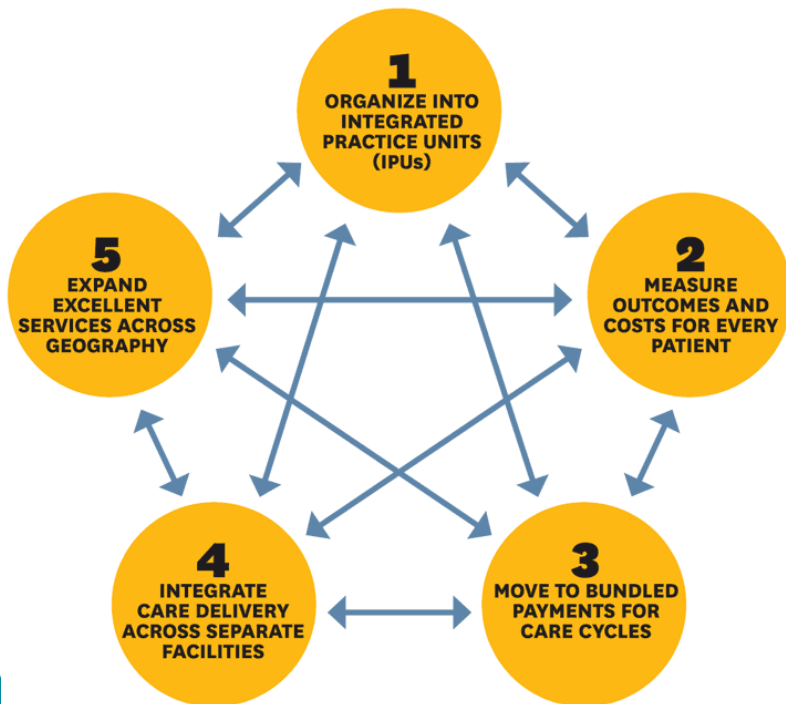 1
ORGANIZE INTO
INTEGRATED
PRACTICE UNITS
(IPUs)
2
MEASURE
OUTCOMES AND
COSTS FOR EVERY
PATIENT
3
MOVE TO BUNDLED
PAYMENTS FOR
CARE CYCLES
4
INTEGRATE
CARE DELIVERY
ACROSS SEPARATE
FACILITIES
5
EXPAND
EXCELLENT
SERVICES ACROSS
GEOGRAPHY